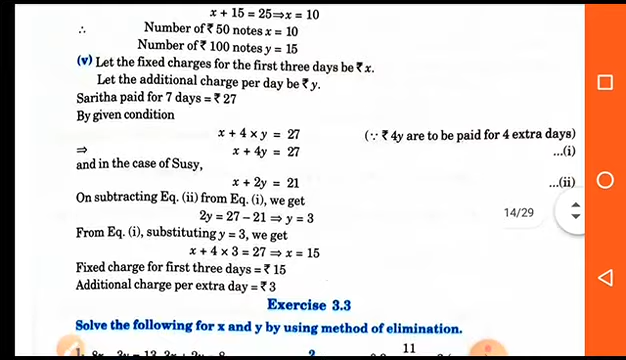 x + 15 = 25 ⇒ x = 10
∴ Number of ₹ 50 notes x = 10
Number of ₹ 100 notes y = 15
(v) Let the fixed charges for the first three days be ₹ x.
Let the additional charge per day be ₹ y.
Saritha paid for 7 days = ₹ 27
By given condition
x + 4 × y = 27 (∵ ₹ 4y are to be paid for 4 extra days)
⇒ x + 4y = 27 ...(i)
and in the case of Susy,
x + 2y = 21 ...(ii)
On subtracting Eq. (ii) from Eq. (i), we get
2y = 27 – 21 ⇒ y = 3
14/29
From Eq. (i), substituting y = 3, we get
x + 4 × 3 = 27 ⇒ x = 15
Fixed charge for first three days = ₹ 15
Additional charge per extra day = ₹ 3
Exercise 3.3
Solve the following for x and y by using method of elimination.
11